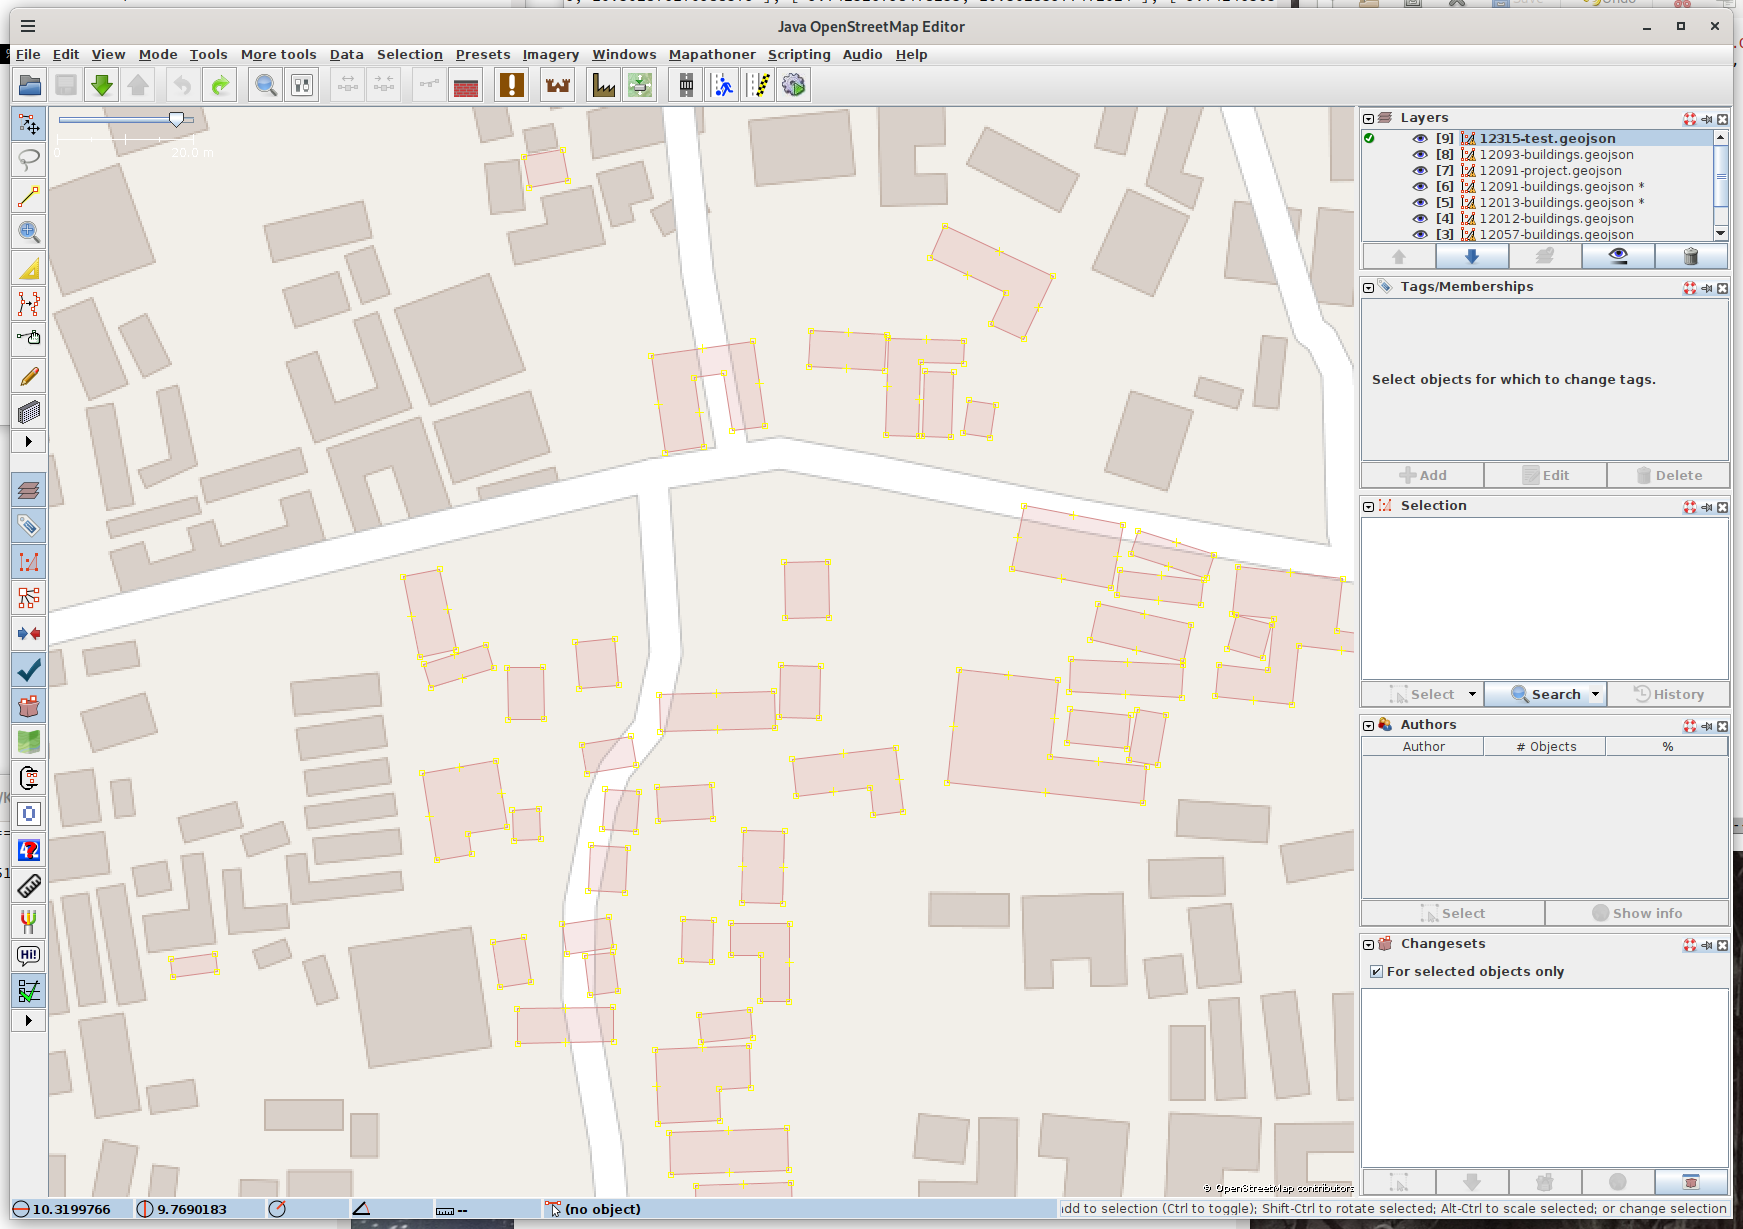 Java OpenStreetMap Editor
File Edit View Mode Tools More tools Data Selection Presets Imagery Windows Mapathoner Scripting Audio Help
0 20.0 m
Layers
[9] 12315-test.geojson
[8] 12093-buildings.geojson
[7] 12091-project.geojson
[6] 12091-buildings.geojson *
[5] 12013-buildings.geojson *
[4] 12012-buildings.geojson
[3] 12057-buildings.geojson
Tags/Memberships
Select objects for which to change tags.
Add Edit Delete
Selection
Select Search History
Authors
Author # Objects %
Select Show info
Changesets
For selected objects only
Hi!
© OpenStreetMap contributors
10.3199766 9.7690183 -- (no object) add to selection (Ctrl to toggle); Shift-Ctrl to rotate selected; Alt-Ctrl to scale selected; or change selection